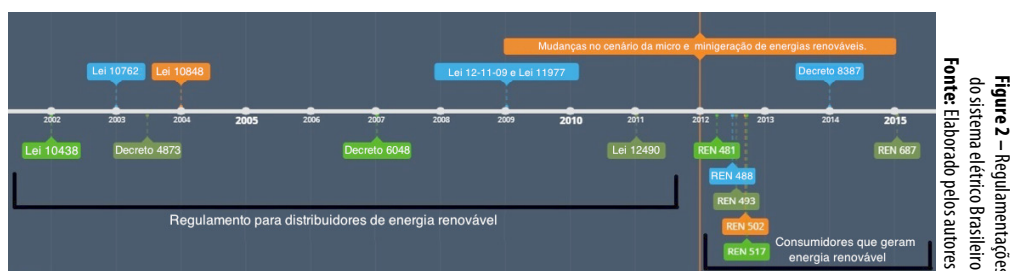 Mudanças no cenário da micro e minigeração de energias renováveis.
Lei 10762
Lei 10848
Lei 12-11-09 e Lei 11977
Decreto 8387
2002
2003
2004
2005
2007
2008
2009
2010
2011
2012
2013
2014
2015
Lei 10438
Decreto 4873
Decreto 6048
Lei 12490
REN 481
REN 687
REN 488
REN 493
REN 502
REN 517
Regulamento para distribuidores de energia renovável
Consumidores que geram
energia renovável
Figure 2 – Regulamentações
do sistema elétrico Brasileiro
Fonte: Elaborado pelos autores